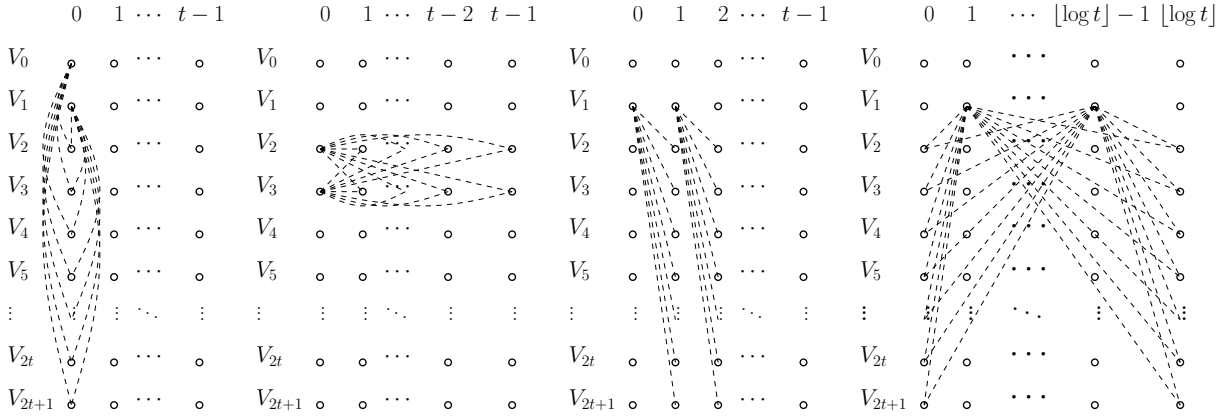 0 1 ⋯ t − 1 0 1 ⋯ t − 2 t − 1 0 1 2 ⋯ t − 1 0 1 ⋯ ⌊log t⌋ − 1 ⌊log t⌋
V₀ ⋯ V₀ ⋯ V₀ ⋯ V₀ ⋯
V₁ ⋯ V₁ ⋯ V₁ ⋯ V₁ ⋯
V₂ ⋯ V₂ ⋯ V₂ ⋯ V₂ ⋯
V₃ ⋯ V₃ ⋯ V₃ ⋯ V₃ ⋯
V₄ ⋯ V₄ ⋯ V₄ ⋯ V₄ ⋯
V₅ ⋯ V₅ ⋯ V₅ ⋯ V₅ ⋯
⋮ ⋮ ⋮ ⋱ ⋮ ⋮ ⋮ ⋮ ⋱ ⋮ ⋮ ⋮ ⋮ ⋮ ⋮ ⋱ ⋮ ⋮ ⋮ ⋮ ⋱ ⋮ ⋮
V₂ₜ ⋯ V₂ₜ ⋯ V₂ₜ ⋯ V₂ₜ ⋯
V₂ₜ₊₁ ⋯ V₂ₜ₊₁ ⋯ V₂ₜ₊₁ ⋯ V₂ₜ₊₁ ⋯